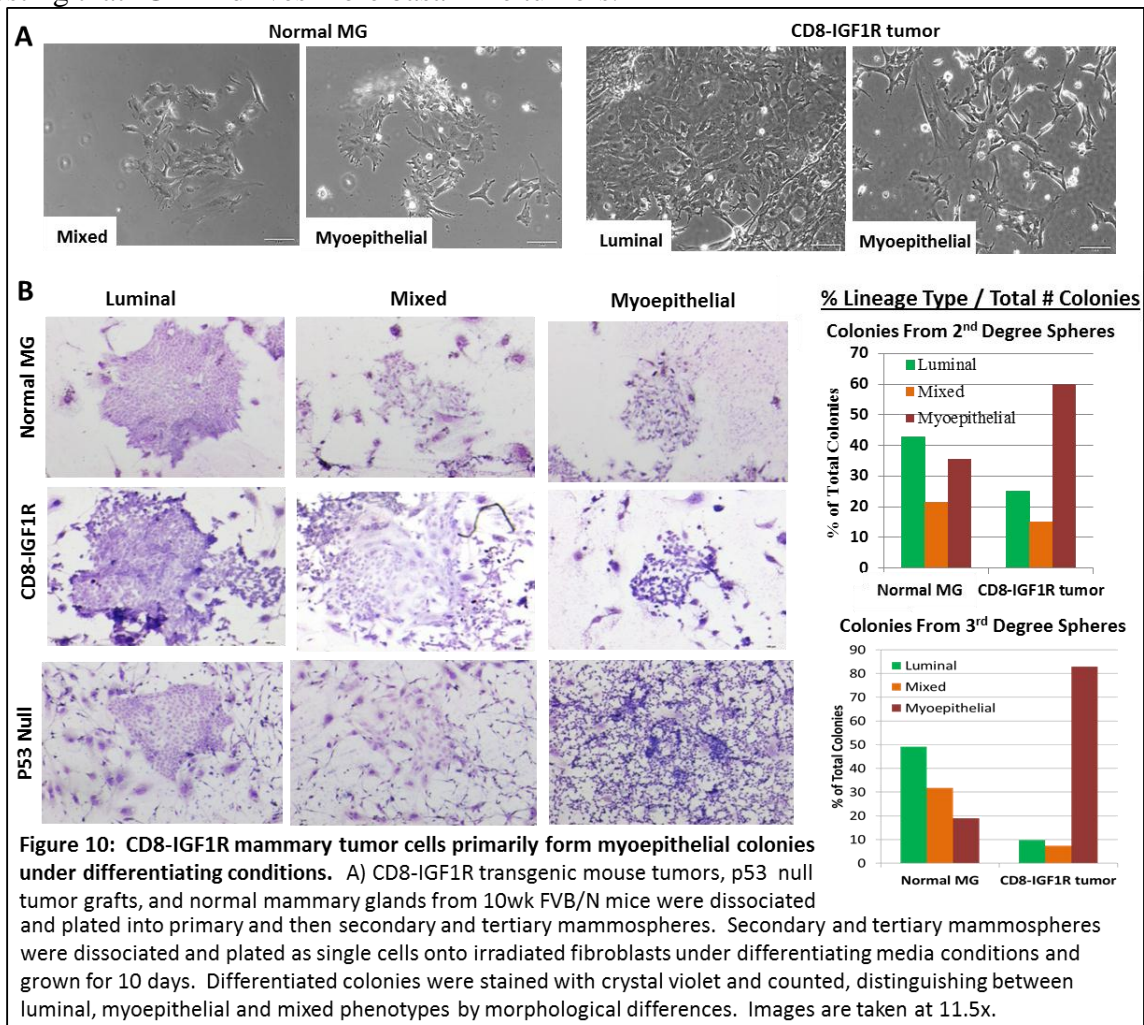 A
Normal MG
CD8-IGF1R tumor
Mixed
Myoepithelial
Luminal
Myoepithelial
B
Luminal
Mixed
Myoepithelial
Normal MG
CD8-IGF1R
P53 Null
% Lineage Type / Total # Colonies
Colonies From 2nd Degree Spheres
% of Total Colonies
70
60
50
40
30
20
10
0
Luminal
Mixed
Myoepithelial
Normal MG
CD8-IGF1R tumor
Colonies From 3rd Degree Spheres
% of Total Colonies
90
80
70
60
50
40
30
20
10
0
Luminal
Mixed
Myoepithelial
Normal MG
CD8-IGF1R tumor
Figure 10: CD8-IGF1R mammary tumor cells primarily form myoepithelial colonies
under differentiating conditions. A) CD8-IGF1R transgenic mouse tumors, p53 null
tumor grafts, and normal mammary glands from 10wk FVB/N mice were dissociated
and plated into primary and then secondary and tertiary mammospheres. Secondary and tertiary mammospheres
were dissociated and plated as single cells onto irradiated fibroblasts under differentiating media conditions and
grown for 10 days. Differentiated colonies were stained with crystal violet and counted, distinguishing between
luminal, myoepithelial and mixed phenotypes by morphological differences. Images are taken at 11.5x.